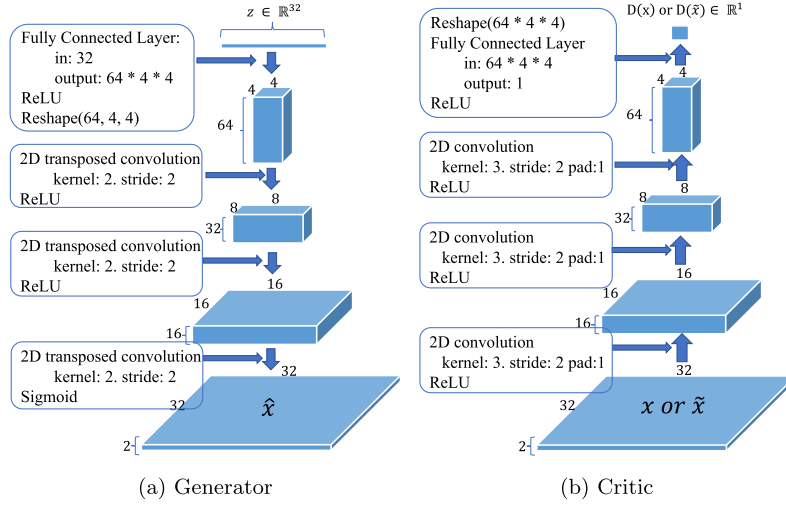 z ∈ ℝ³²
Fully Connected Layer:
in: 32
output: 64 * 4 * 4
ReLU
Reshape(64, 4, 4)
4
4
64
2D transposed convolution
kernel: 2. stride: 2
ReLU
8
8
32
2D transposed convolution
kernel: 2. stride: 2
ReLU
16
16
16
2D transposed convolution
kernel: 2. stride: 2
Sigmoid
32
32
x̂
2
(a) Generator
D(x) or D(x̃) ∈ ℝ¹
Reshape(64 * 4 * 4)
Fully Connected Layer
in: 64 * 4 * 4
output: 1
ReLU
4
4
64
2D convolution
kernel: 3. stride: 2 pad:1
ReLU
8
8
32
2D convolution
kernel: 3. stride: 2 pad:1
ReLU
16
16
16
2D convolution
kernel: 3. stride: 2 pad:1
ReLU
32
32
x or x̃
2
(b) Critic